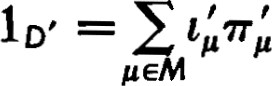 1_{D'} = \sum_{\mu \in M} \iota'_\mu \pi'_\mu